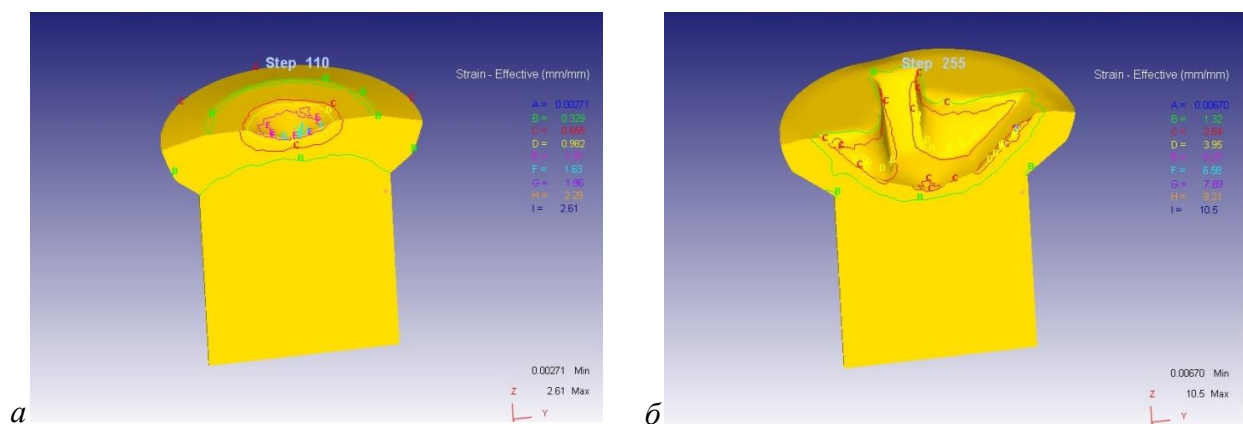 Step 110
Strain - Effective (mm/mm)
A = 0.00271
B = 0.329
C = 0.655
D = 0.982
F = 1.63
G = 1.96
H = 2.29
I = 2.61
0.00271 Min
2.61 Max
Z
Y
а
Step 255
Strain - Effective (mm/mm)
A = 0.00670
B = 1.32
C = 2.64
D = 3.95
F = 6.58
G = 7.89
H = 9.21
I = 10.5
0.00670 Min
10.5 Max
Z
Y
б